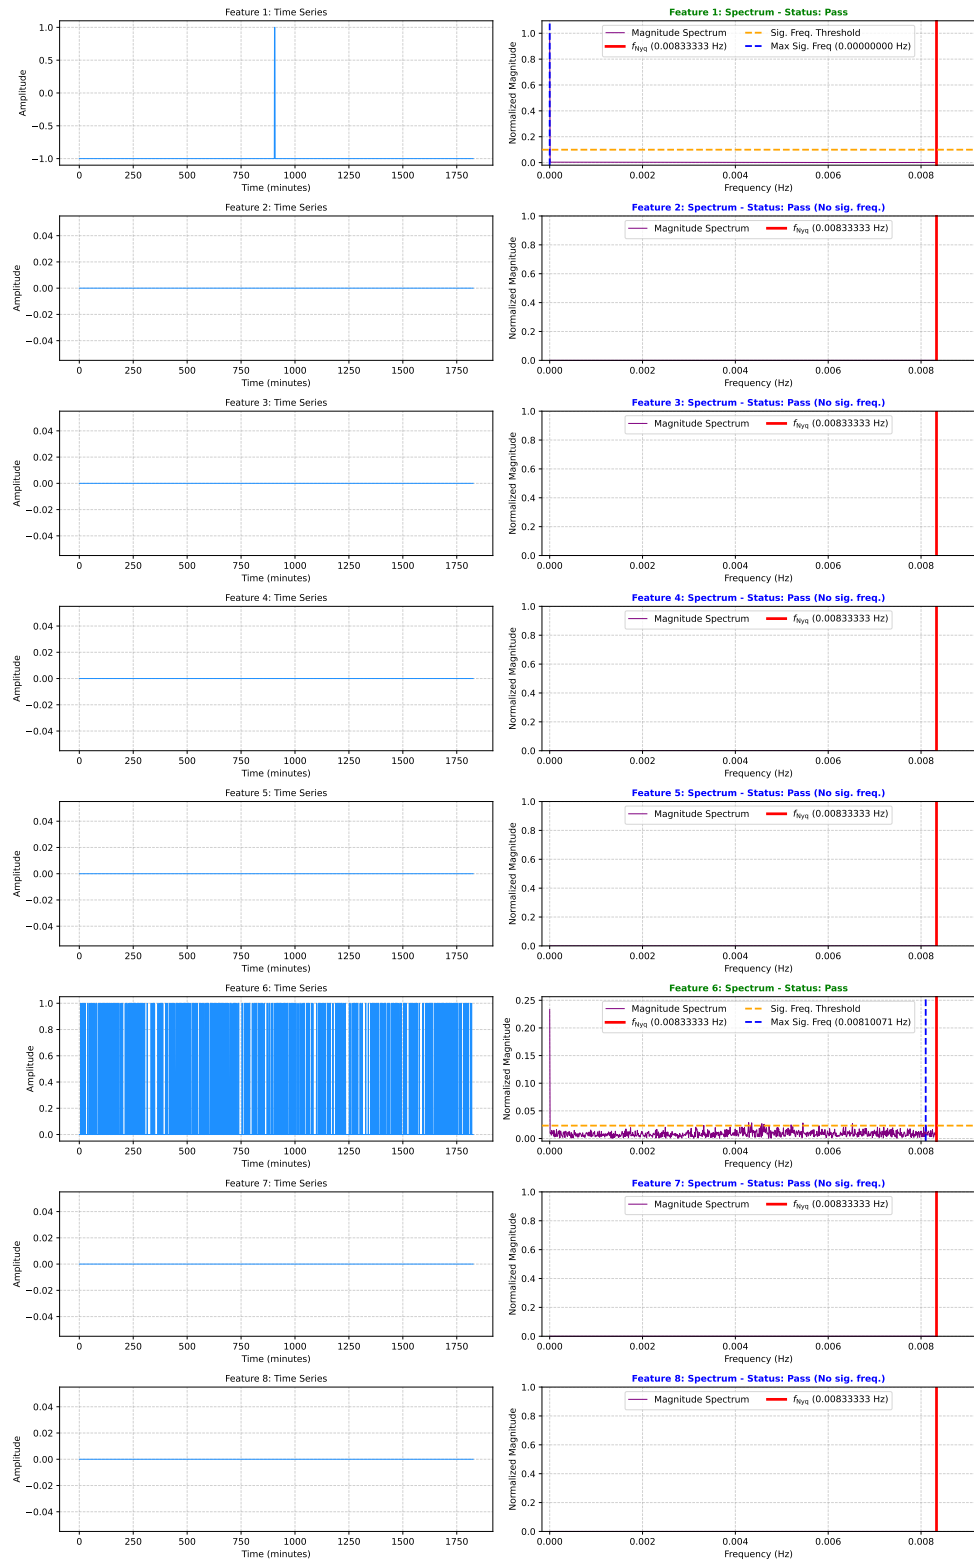 Feature 1: Time Series
Amplitude
1.0
0.5
0.0
−0.5
−1.0
0 250 500 750 1000 1250 1500 1750
Time (minutes)
Feature 1: Spectrum - Status: Pass
Normalized Magnitude
1.0
0.8
0.6
0.4
0.2
0.0
Magnitude Spectrum
fNyq (0.00833333 Hz)
Sig. Freq. Threshold
Max Sig. Freq (0.00000000 Hz)
0.000 0.002 0.004 0.006 0.008
Frequency (Hz)
Feature 2: Time Series
Amplitude
0.04
0.02
0.00
−0.02
−0.04
0 250 500 750 1000 1250 1500 1750
Time (minutes)
Feature 2: Spectrum - Status: Pass (No sig. freq.)
Normalized Magnitude
1.0
0.8
0.6
0.4
0.2
0.0
Magnitude Spectrum
fNyq (0.00833333 Hz)
0.000 0.002 0.004 0.006 0.008
Frequency (Hz)
Feature 3: Time Series
Amplitude
0.04
0.02
0.00
−0.02
−0.04
0 250 500 750 1000 1250 1500 1750
Time (minutes)
Feature 3: Spectrum - Status: Pass (No sig. freq.)
Normalized Magnitude
1.0
0.8
0.6
0.4
0.2
0.0
Magnitude Spectrum
fNyq (0.00833333 Hz)
0.000 0.002 0.004 0.006 0.008
Frequency (Hz)
Feature 4: Time Series
Amplitude
0.04
0.02
0.00
−0.02
−0.04
0 250 500 750 1000 1250 1500 1750
Time (minutes)
Feature 4: Spectrum - Status: Pass (No sig. freq.)
Normalized Magnitude
1.0
0.8
0.6
0.4
0.2
0.0
Magnitude Spectrum
fNyq (0.00833333 Hz)
0.000 0.002 0.004 0.006 0.008
Frequency (Hz)
Feature 5: Time Series
Amplitude
0.04
0.02
0.00
−0.02
−0.04
0 250 500 750 1000 1250 1500 1750
Time (minutes)
Feature 5: Spectrum - Status: Pass (No sig. freq.)
Normalized Magnitude
1.0
0.8
0.6
0.4
0.2
0.0
Magnitude Spectrum
fNyq (0.00833333 Hz)
0.000 0.002 0.004 0.006 0.008
Frequency (Hz)
Feature 6: Time Series
Amplitude
1.0
0.8
0.6
0.4
0.2
0.0
0 250 500 750 1000 1250 1500 1750
Time (minutes)
Feature 6: Spectrum - Status: Pass
Normalized Magnitude
0.25
0.20
0.15
0.10
0.05
0.00
Magnitude Spectrum
fNyq (0.00833333 Hz)
Sig. Freq. Threshold
Max Sig. Freq (0.00810071 Hz)
0.000 0.002 0.004 0.006 0.008
Frequency (Hz)
Feature 7: Time Series
Amplitude
0.04
0.02
0.00
−0.02
−0.04
0 250 500 750 1000 1250 1500 1750
Time (minutes)
Feature 7: Spectrum - Status: Pass (No sig. freq.)
Normalized Magnitude
1.0
0.8
0.6
0.4
0.2
0.0
Magnitude Spectrum
fNyq (0.00833333 Hz)
0.000 0.002 0.004 0.006 0.008
Frequency (Hz)
Feature 8: Time Series
Amplitude
0.04
0.02
0.00
−0.02
−0.04
0 250 500 750 1000 1250 1500 1750
Time (minutes)
Feature 8: Spectrum - Status: Pass (No sig. freq.)
Normalized Magnitude
1.0
0.8
0.6
0.4
0.2
0.0
Magnitude Spectrum
fNyq (0.00833333 Hz)
0.000 0.002 0.004 0.006 0.008
Frequency (Hz)